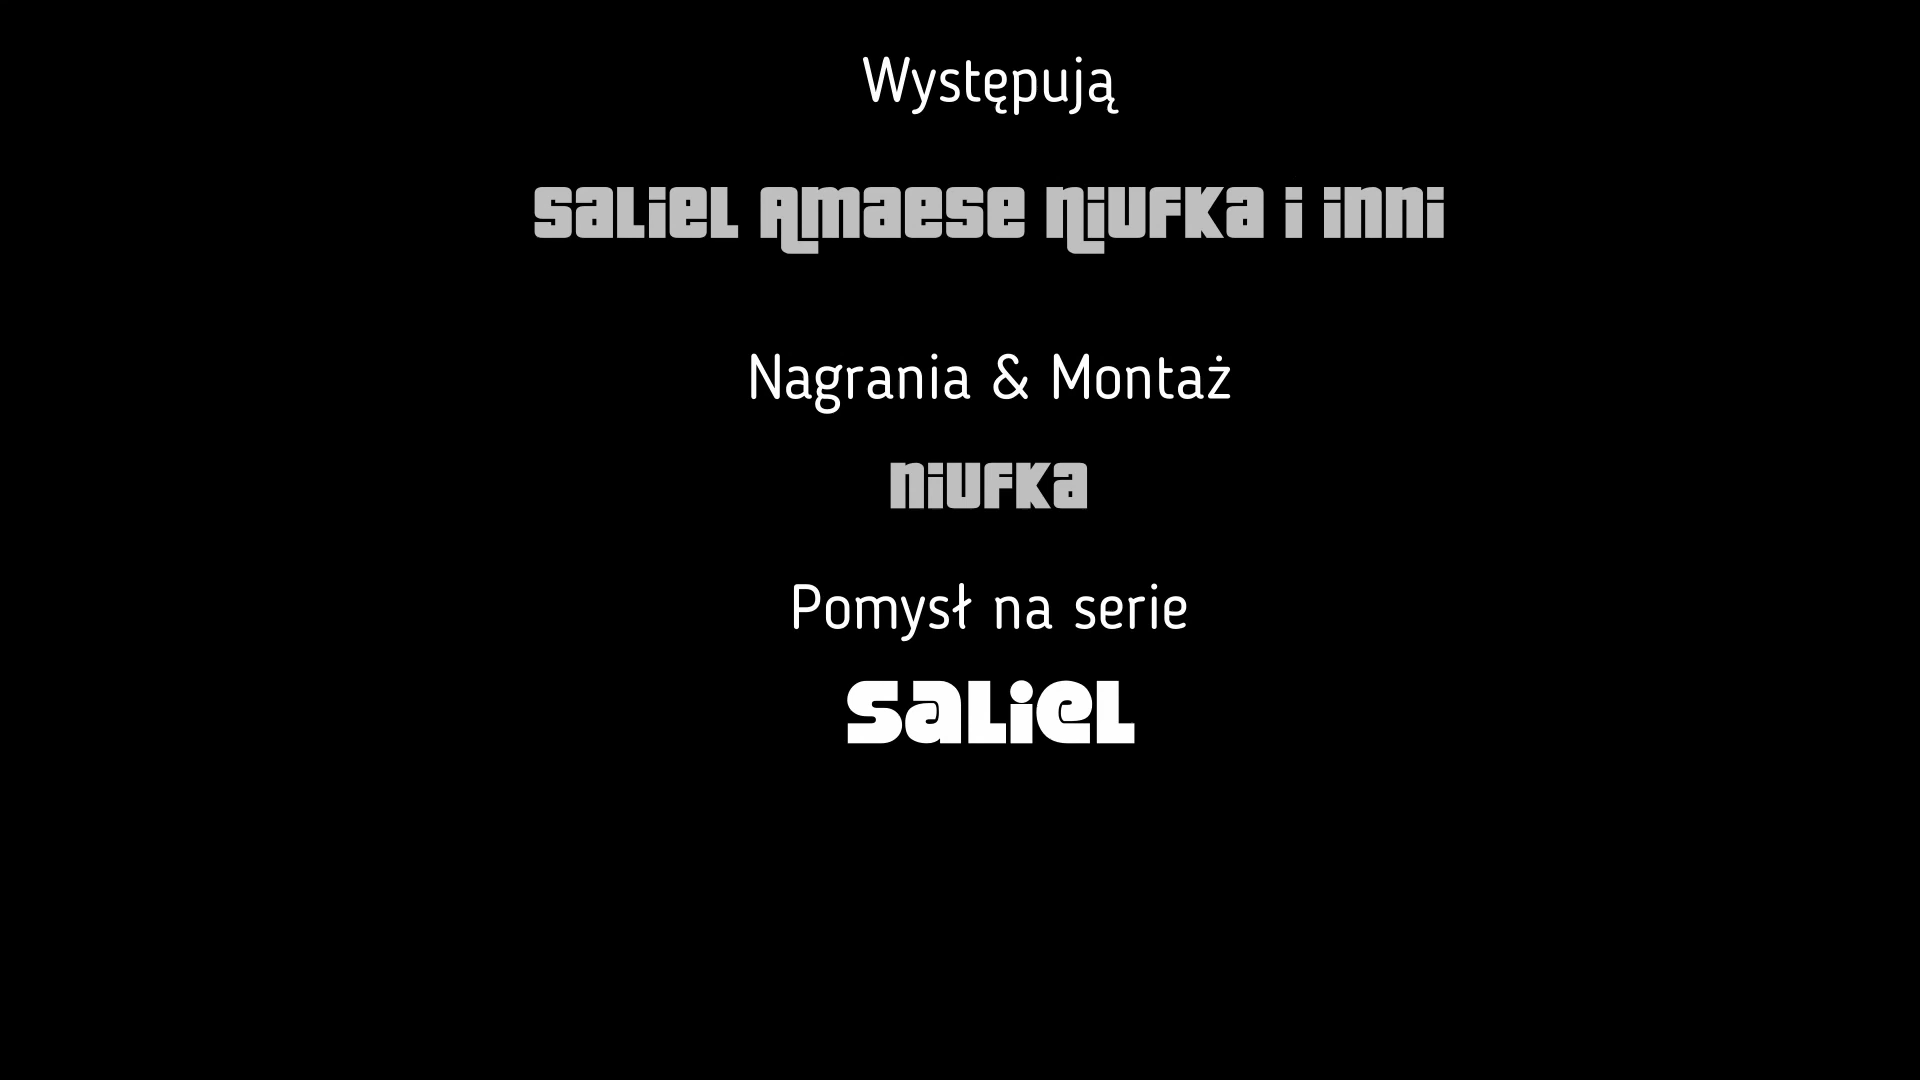 Występują
Saliel Amaese Niufka i inni
Nagrania & Montaż
niufka
Pomysł na serie
saliel